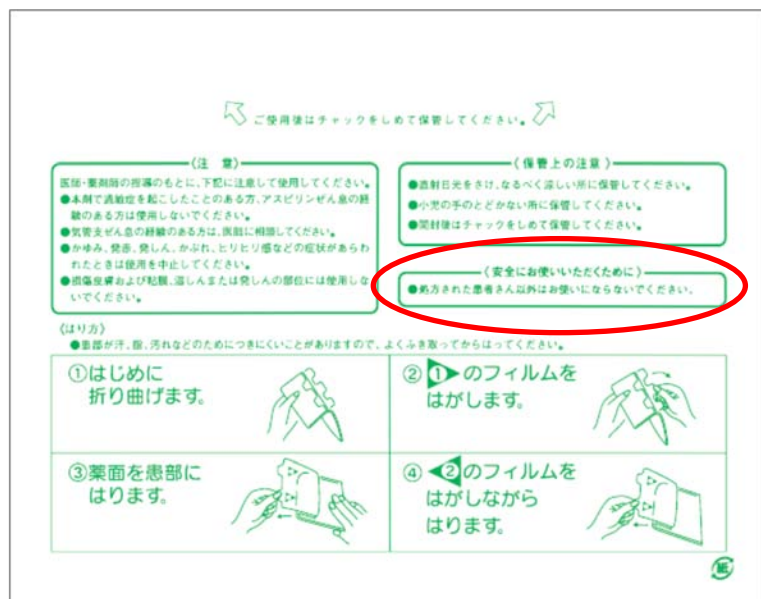 ご使用後はチャックをしめて保管してください。
〈注 意〉
医師・薬剤師の指導のもとに、下記に注意して使用してください。
●本剤で過敏症を起こしたことのある方、アスピリンぜん息の経
験のある方は使用しないでください。
●気管支ぜん息の経験のある方は、医師に相談してください。
●かゆみ、発赤、発しん、かぶれ、ヒリヒリ感などの症状があらわ
れたときは使用を中止してください。
●損傷皮膚および粘膜、湿しんまたは発しんの部位には使用しな
いでください。
〈保管上の注意〉
●直射日光をさけ、なるべく涼しい所に保管してください。
●小児の手のとどかない所に保管してください。
●開封後はチャックをしめて保管してください。
〈安全にお使いいただくために〉
●処方された患者さん以外はお使いにならないでください。
〈はり方〉
●患部が汗、脂、汚れなどのためにつきにくいことがありますので、よくふき取ってからはってください。
①はじめに
折り曲げます。
② ①のフィルムを
はがします。
③薬面を患部に
はります。
④ ②のフィルムを
はがしながら
はります。
紙